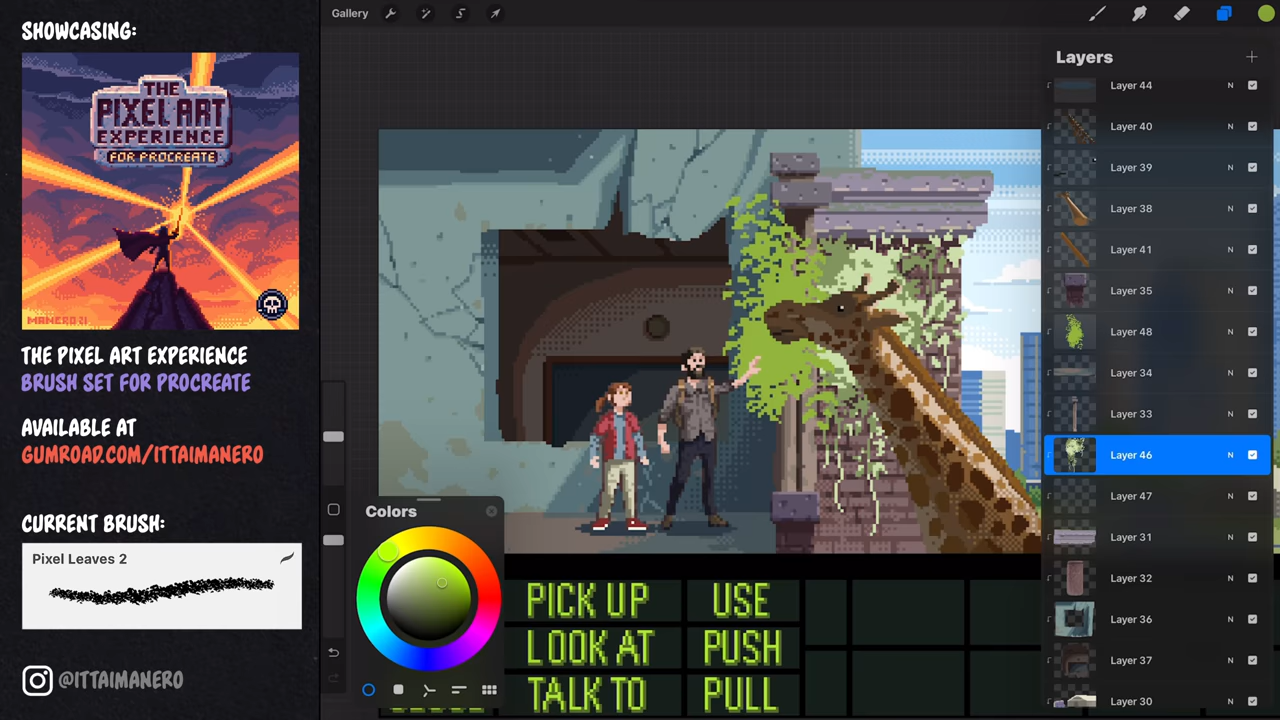 SHOWCASING:
THE
PIXEL ART
EXPERIENCE
FOR PROCREATE
MANERO 21
THE PIXEL ART EXPERIENCE
BRUSH SET FOR PROCREATE
AVAILABLE AT
GUMROAD.COM/ITTAIMANERO
CURRENT BRUSH:
Pixel Leaves 2
@ITTAIMANERO
Gallery
Colors
PICK UP
USE
LOOK AT
PUSH
TALK TO
PULL
Layers
Layer 44 N
Layer 40 N
Layer 39 N
Layer 38 N
Layer 41 N
Layer 35 N
Layer 48 N
Layer 34 N
Layer 33 N
Layer 46 N
Layer 47 N
Layer 31 N
Layer 32 N
Layer 36 N
Layer 37 N
Layer 30 N